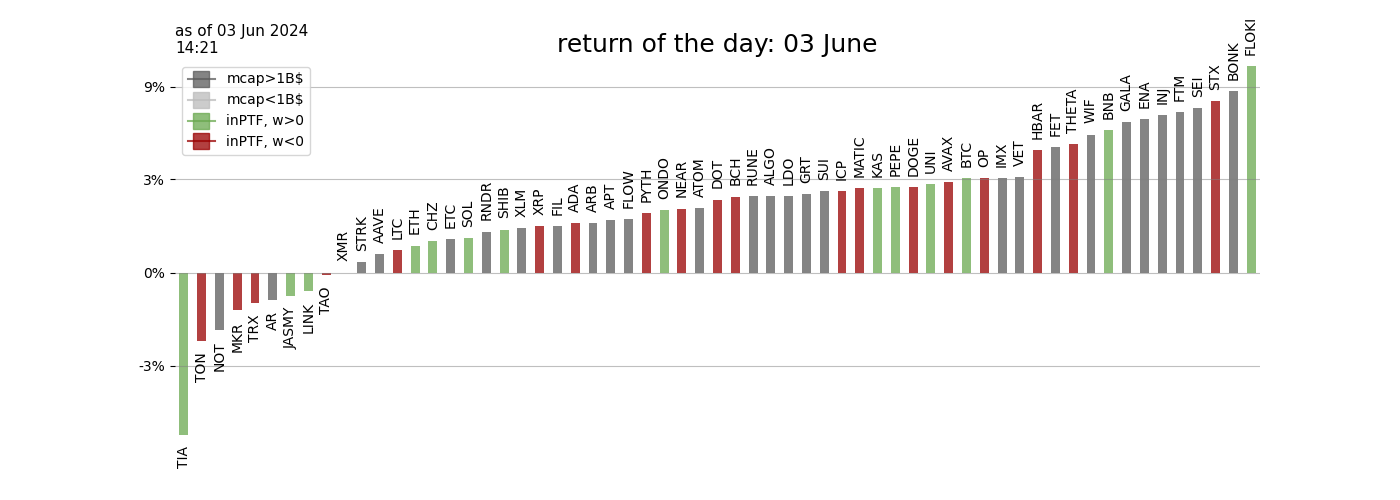 as of 03 Jun 2024
14:21
return of the day: 03 June
mcap>1B$
mcap<1B$
inPTF, w>0
inPTF, w<0
9%
3%
0%
-3%
TIA
TON
NOT
MKR
TRX
AR
JASMY
LINK
TAO
XMR
STRK
AAVE
LTC
ETH
CHZ
ETC
SOL
RNDR
SHIB
XLM
XRP
FIL
ADA
ARB
APT
FLOW
PYTH
ONDO
NEAR
ATOM
DOT
BCH
RUNE
ALGO
LDO
GRT
SUI
ICP
MATIC
KAS
PEPE
DOGE
UNI
AVAX
BTC
OP
IMX
VET
HBAR
FET
THETA
WIF
BNB
GALA
ENA
INJ
FTM
SEI
STX
BONK
FLOKI